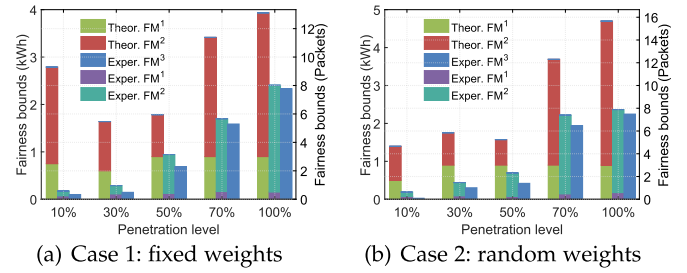 Fairness bounds (kWh)
4
3
2
1
0
Theor. FM1
Theor. FM2
Exper. FM3
Exper. FM1
Exper. FM2
12
10
8
6
4
2
0
Fairness bounds (Packets)
10% 30% 50% 70% 100%
Penetration level
(a) Case 1: fixed weights
Fairness bounds (kWh)
5
4
3
2
1
0
Theor. FM1
Theor. FM2
Exper. FM3
Exper. FM1
Exper. FM2
16
14
12
10
8
6
4
2
0
Fairness bounds (Packets)
10% 30% 50% 70% 100%
Penetration level
(b) Case 2: random weights